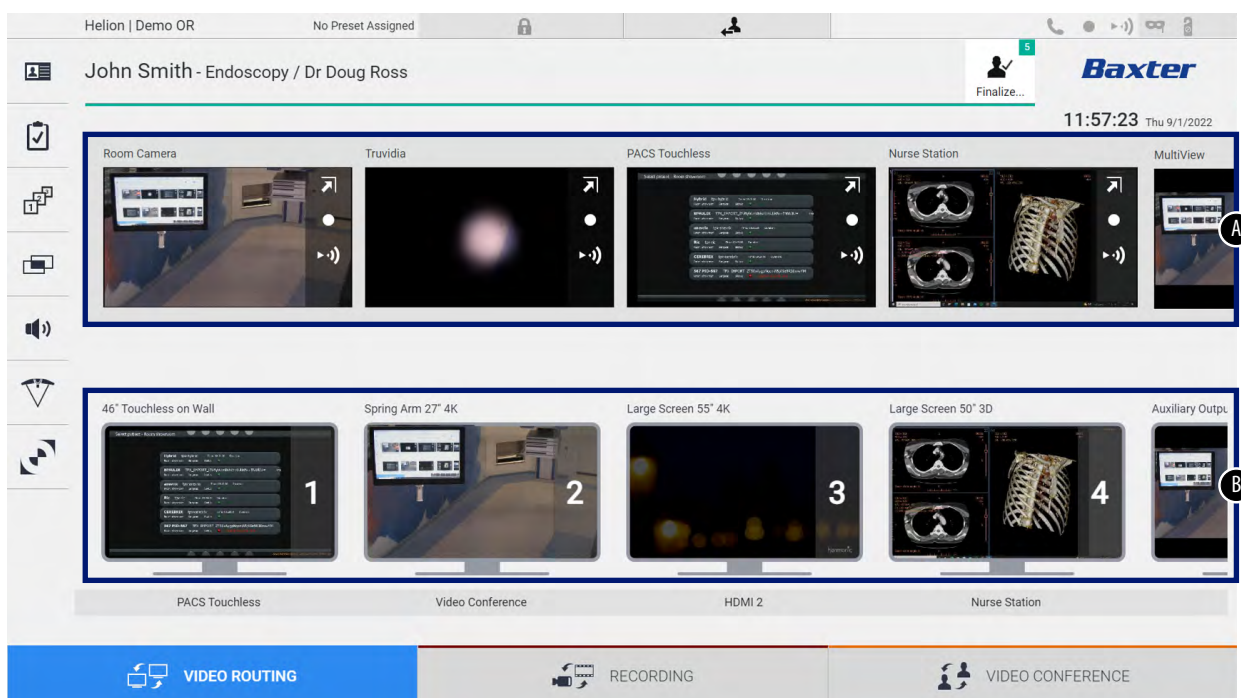 Helion | Demo OR
No Preset Assigned
John Smith - Endoscopy / Dr Doug Ross
5
Finalize...
Baxter
11:57:23 Thu 9/1/2022
Room Camera
Truvidia
PACS Touchless
Nurse Station
MultiView
A
46" Touchless on Wall
Spring Arm 27" 4K
Large Screen 55" 4K
Large Screen 50" 3D
Auxiliary Outpu
1
2
3
4
B
PACS Touchless
Video Conference
HDMI 2
Nurse Station
VIDEO ROUTING
RECORDING
VIDEO CONFERENCE